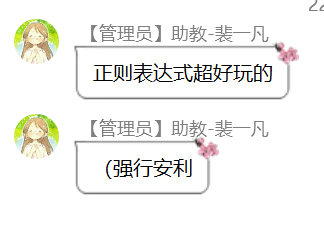 22
【管理员】助教-裴一凡
正则表达式超好玩的
【管理员】助教-裴一凡
(强行安利